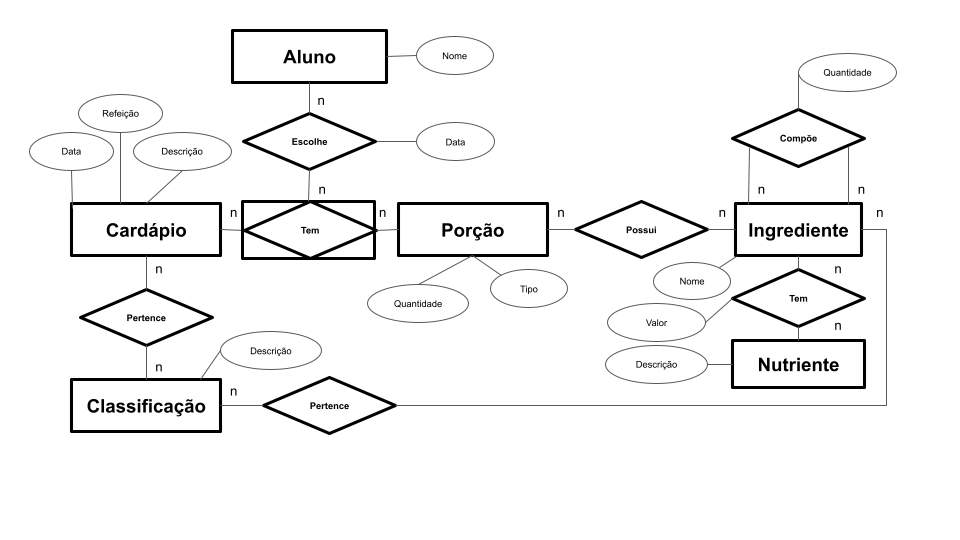 Aluno
Nome
n
Quantidade
Refeição
Escolhe
Compõe
Data
Descrição
Data
n
n
n
n
n
n
n
n
n
Cardápio
Tem
Porção
Possui
Ingrediente
n
n
Nome
Tipo
Quantidade
Tem
Pertence
Valor
n
Descrição
n
Descrição
Nutriente
n
Classificação
Pertence